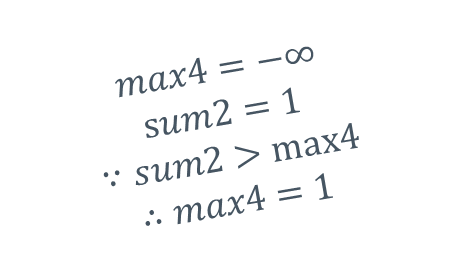 max4 = −∞
sum2 = 1
∵ sum2 > max4
∴ max4 = 1